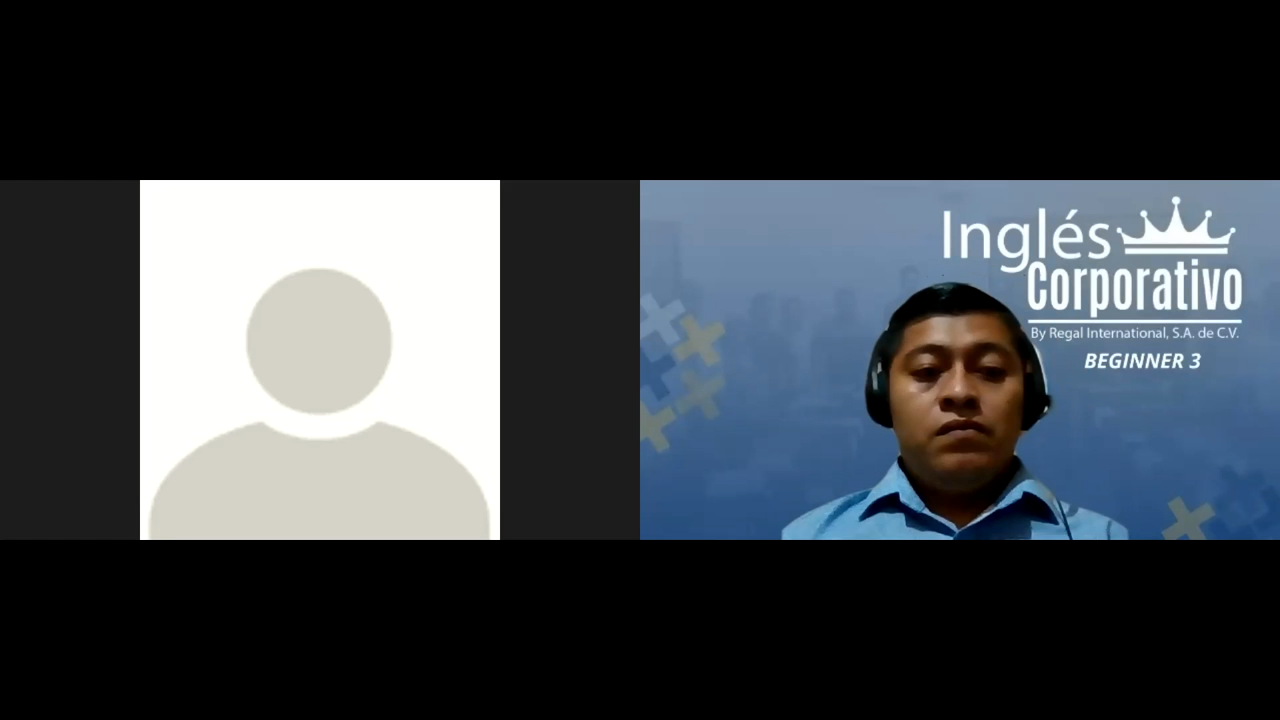 Inglés
Corporativo
By Regal International, S.A. de C.V.
BEGINNER 3